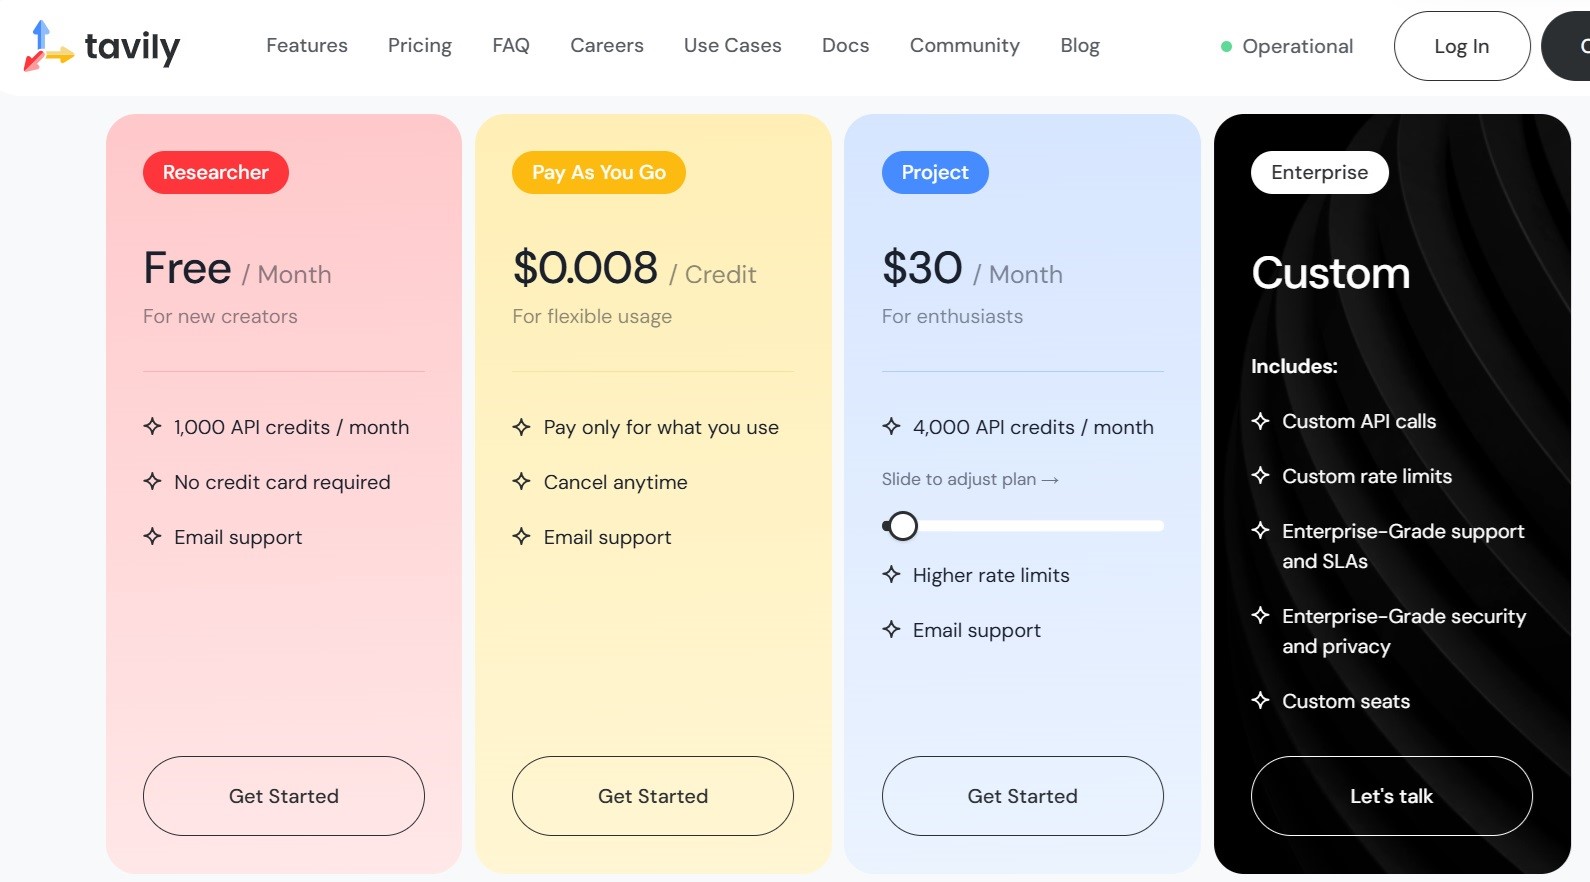 tavily
Features Pricing FAQ Careers Use Cases Docs Community Blog
Operational
Log In
Researcher
Free / Month
For new creators
1,000 API credits / month
No credit card required
Email support
Get Started
Pay As You Go
$0.008 / Credit
For flexible usage
Pay only for what you use
Cancel anytime
Email support
Get Started
Project
$30 / Month
For enthusiasts
4,000 API credits / month
Slide to adjust plan →
Higher rate limits
Email support
Get Started
Enterprise
Custom
Includes:
Custom API calls
Custom rate limits
Enterprise-Grade support
and SLAs
Enterprise-Grade security
and privacy
Custom seats
Let's talk